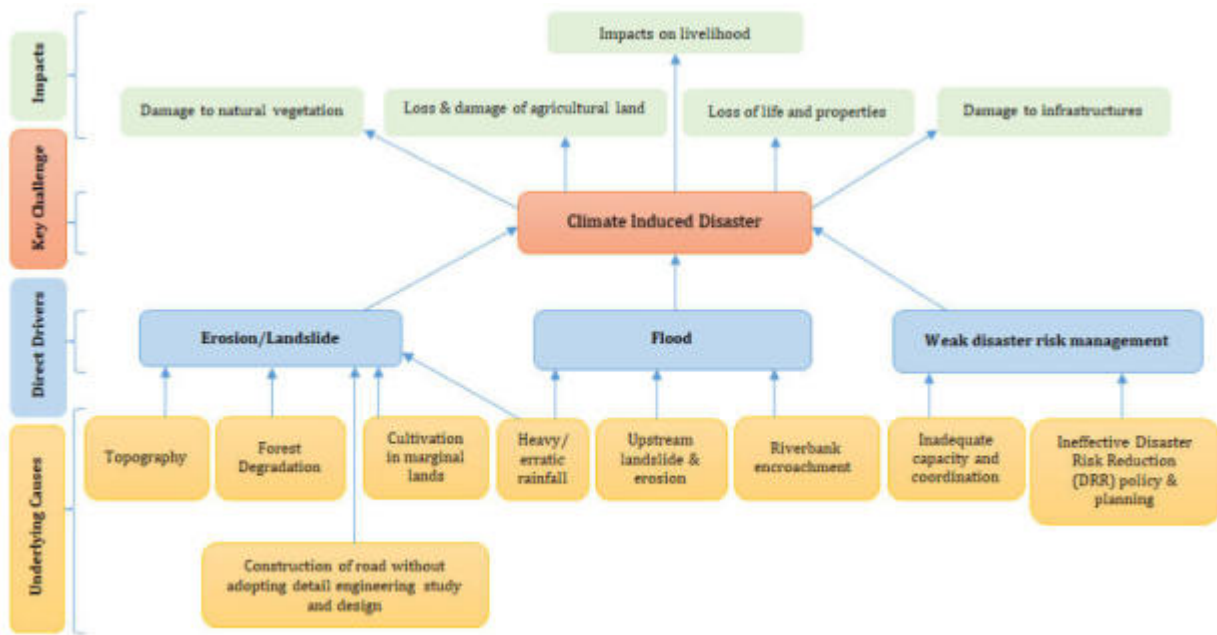 Impacts
Impacts on livelihood
Damage to natural vegetation
Loss & damage of agricultural land
Loss of life and properties
Damage to infrastructures
Key Challenge
Climate Induced Disaster
Direct Drivers
Erosion/Landslide
Flood
Weak disaster risk management
Underlying Causes
Topography
Forest
Degradation
Cultivation
in marginal
lands
Heavy/
erratic
rainfall
Upstream
landslide &
erosion
Riverbank
encroachment
Inadequate
capacity and
coordination
Ineffective Disaster
Risk Reduction
(DRR) policy &
planning
Construction of road without
adopting detail engineering study
and design